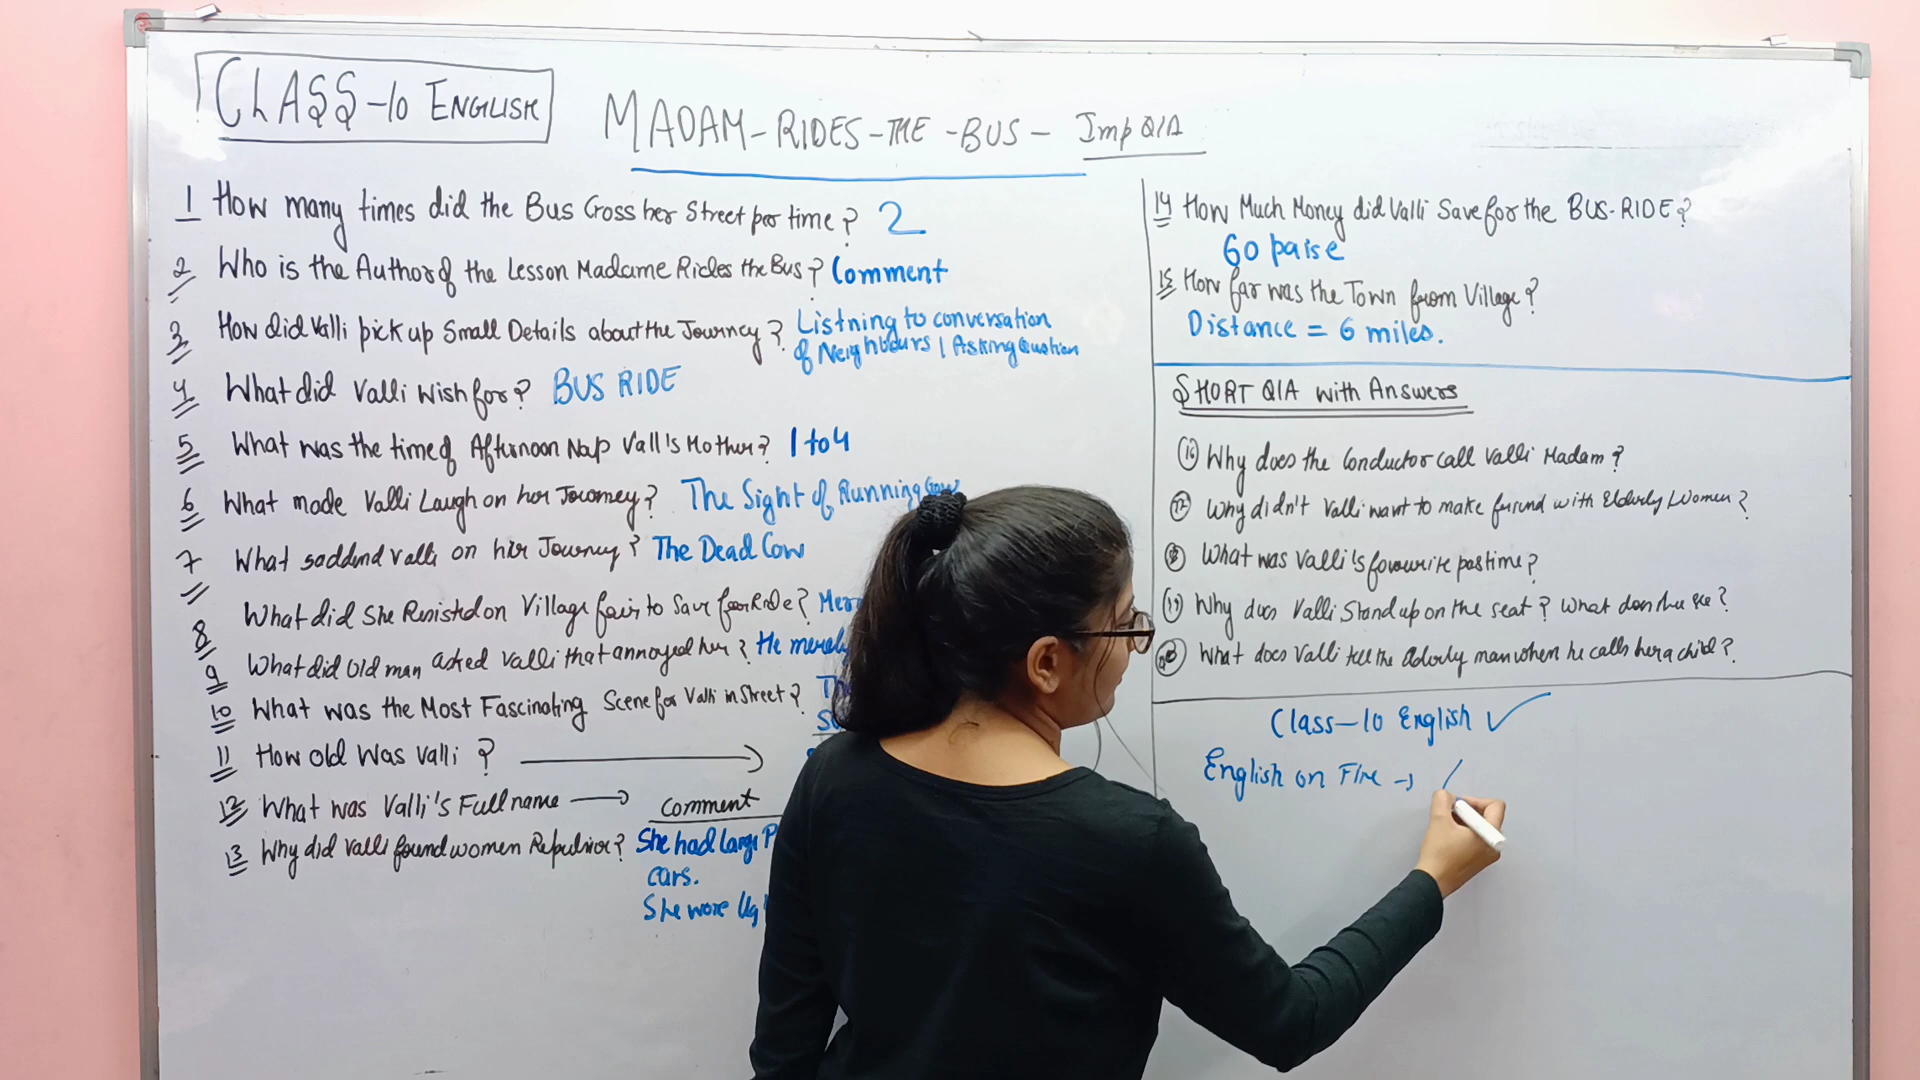 CLASS-10 ENGLISH
MADAM-RIDES-THE-BUS- Imp Q/A
1 How many times did the Bus Cross her Street per time? 2
2 Who is the Author of the Lesson Madame Rides the Bus? Comment
3 How did Valli pick up Small Details about the Journey? Listning to conversation
of Neighbours / Asking Qustion
4 What did Valli Wish for? BUS RIDE
5 What was the time of Afternoon Nap Vall's Mother? 1 to 4
6 What made Valli Laugh on her Journey? The Sight of Running Cow
7 What saddend Valli on her Journey? The Dead Cow
8 What did She Resisted on Village fair to Save for Ride?
9 What did Old man asked Valli that annoyed her? He merely
10 What was the Most Fascinating Scene for Valli in Street?
11 How old Was Valli?
12 What was Valli's Full name → Comment
13 Why did Valli found women Repulsive? She had Large
ears.
She wore
14 How Much Money did Valli Save for the BUS-RIDE?
60 paise
15 How far was the Town from Village?
Distance = 6 miles.
SHORT Q/A with Answers
16 Why does the Conductor call Valli Madam?
17 Why didn't Valli want to make friend with Elderly Women?
What was Valli's favourite pastime?
19 Why does Valli Stand up on the seat? What does she see?
What does Valli tell the Elderly man when he calls her a child?
Class-10 English ✓
English on Fire →